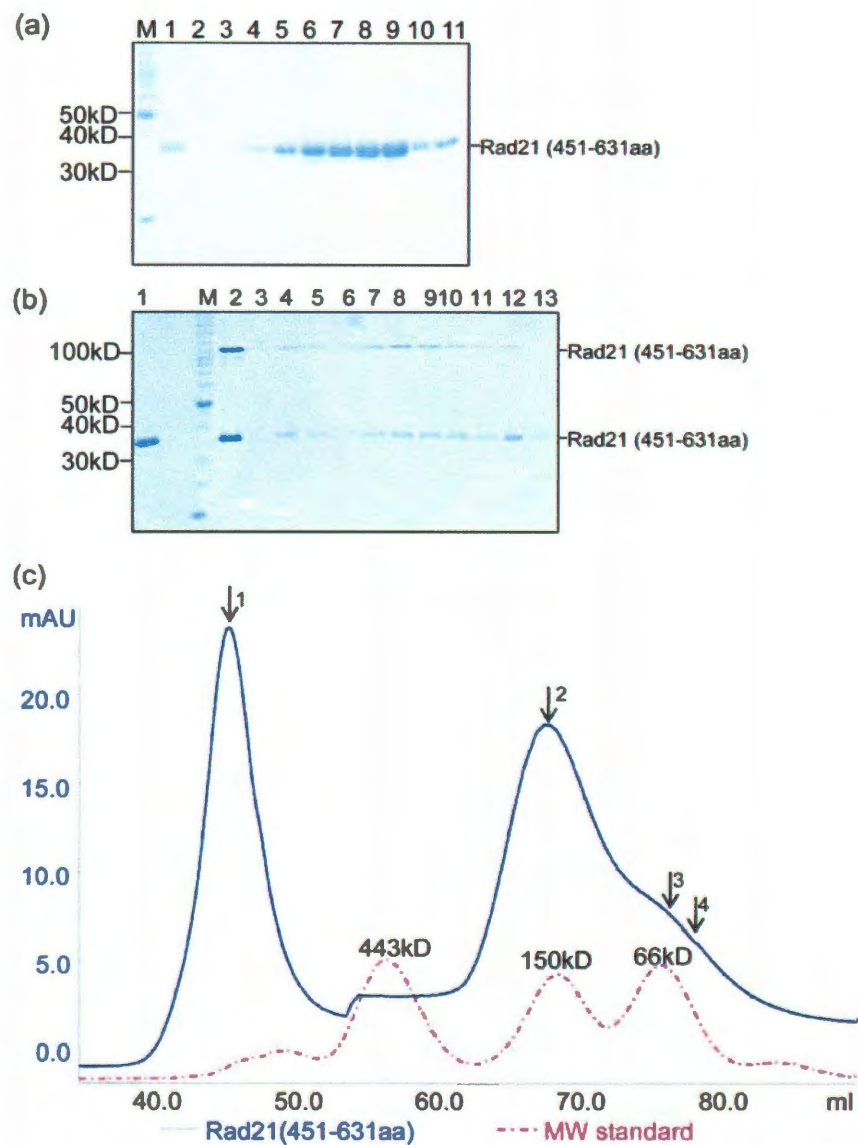 (a)
M 1 2 3 4 5 6 7 8 9 10 11
50kD
40kD
30kD
Rad21 (451-631aa)
(b)
1 M 2 3 4 5 6 7 8 9 10 11 12 13
100kD
50kD
40kD
30kD
Rad21 (451-631aa)
Rad21 (451-631aa)
(c)
mAU
20.0
15.0
10.0
5.0
0.0
1
2
3
4
443kD
150kD
66kD
40.0 50.0 60.0 70.0 80.0 ml
Rad21(451-631aa) MW standard